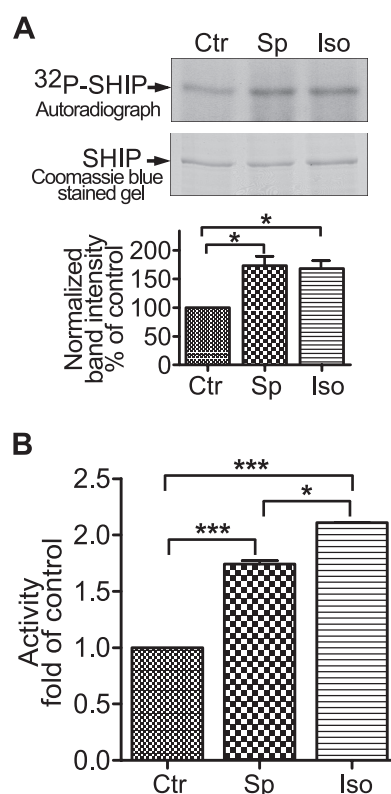 A
Ctr Sp Iso
32P-SHIP
Autoradiograph
SHIP
Coomassie blue
stained gel
Normalized
band intensity
% of control
200
150
100
50
0
*
*
Ctr Sp Iso
B
Activity
fold of control
2.5
2.0
1.5
1.0
0.5
0.0
***
*
***
Ctr Sp Iso